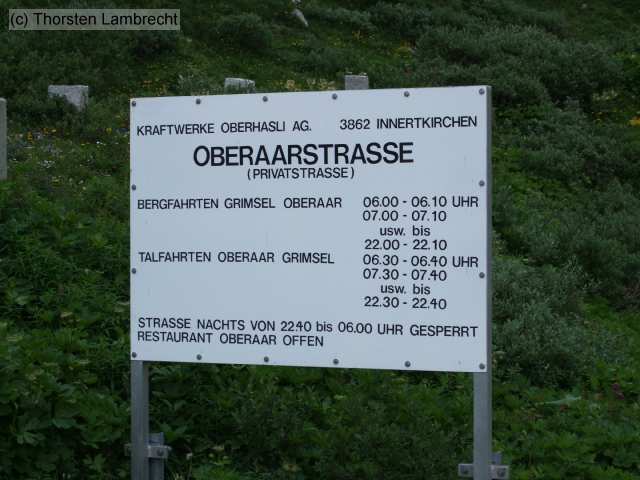 (c) Thorsten Lambrecht
KRAFTWERKE OBERHASLI AG. 3862 INNERTKIRCHEN
OBERAARSTRASSE
(PRIVATSTRASSE)
BERGFAHRTEN GRIMSEL OBERAAR 06.00 - 06.10 UHR
07.00 - 07.10
usw. bis
22.00 - 22.10
TALFAHRTEN OBERAAR GRIMSEL 06.30 - 06.40 UHR
07.30 - 07.40
usw. bis
22.30 - 22.40
STRASSE NACHTS VON 22.40 bis 06.00 UHR GESPERRT
RESTAURANT OBERAAR OFFEN